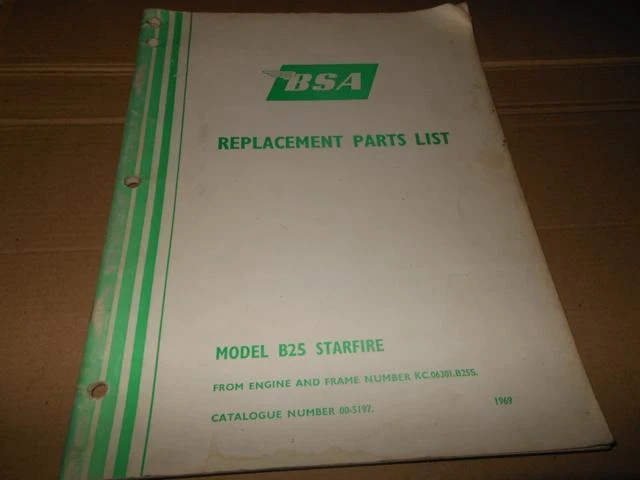 BSA
REPLACEMENT PARTS LIST
MODEL B25 STARFIRE
FROM ENGINE AND FRAME NUMBER KC.06301.B25S.
CATALOGUE NUMBER 00-5197.
1969